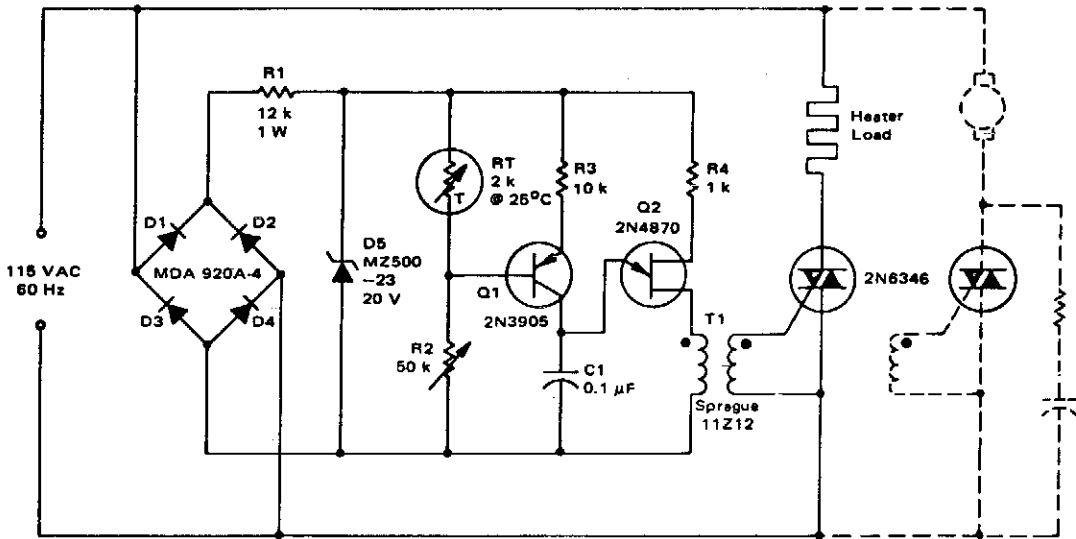 R1
12 k
1 W
RT
2 k
@ 25°C
T
R3
10 k
R4
1 k
Heater
Load
Q2
2N4870
D1
D2
MDA 920A-4
D3
D4
115 VAC
60 Hz
D5
MZ500
–23
20 V
Q1
2N3905
2N6346
R2
50 k
C1
0.1 µF
T1
Sprague
11Z12